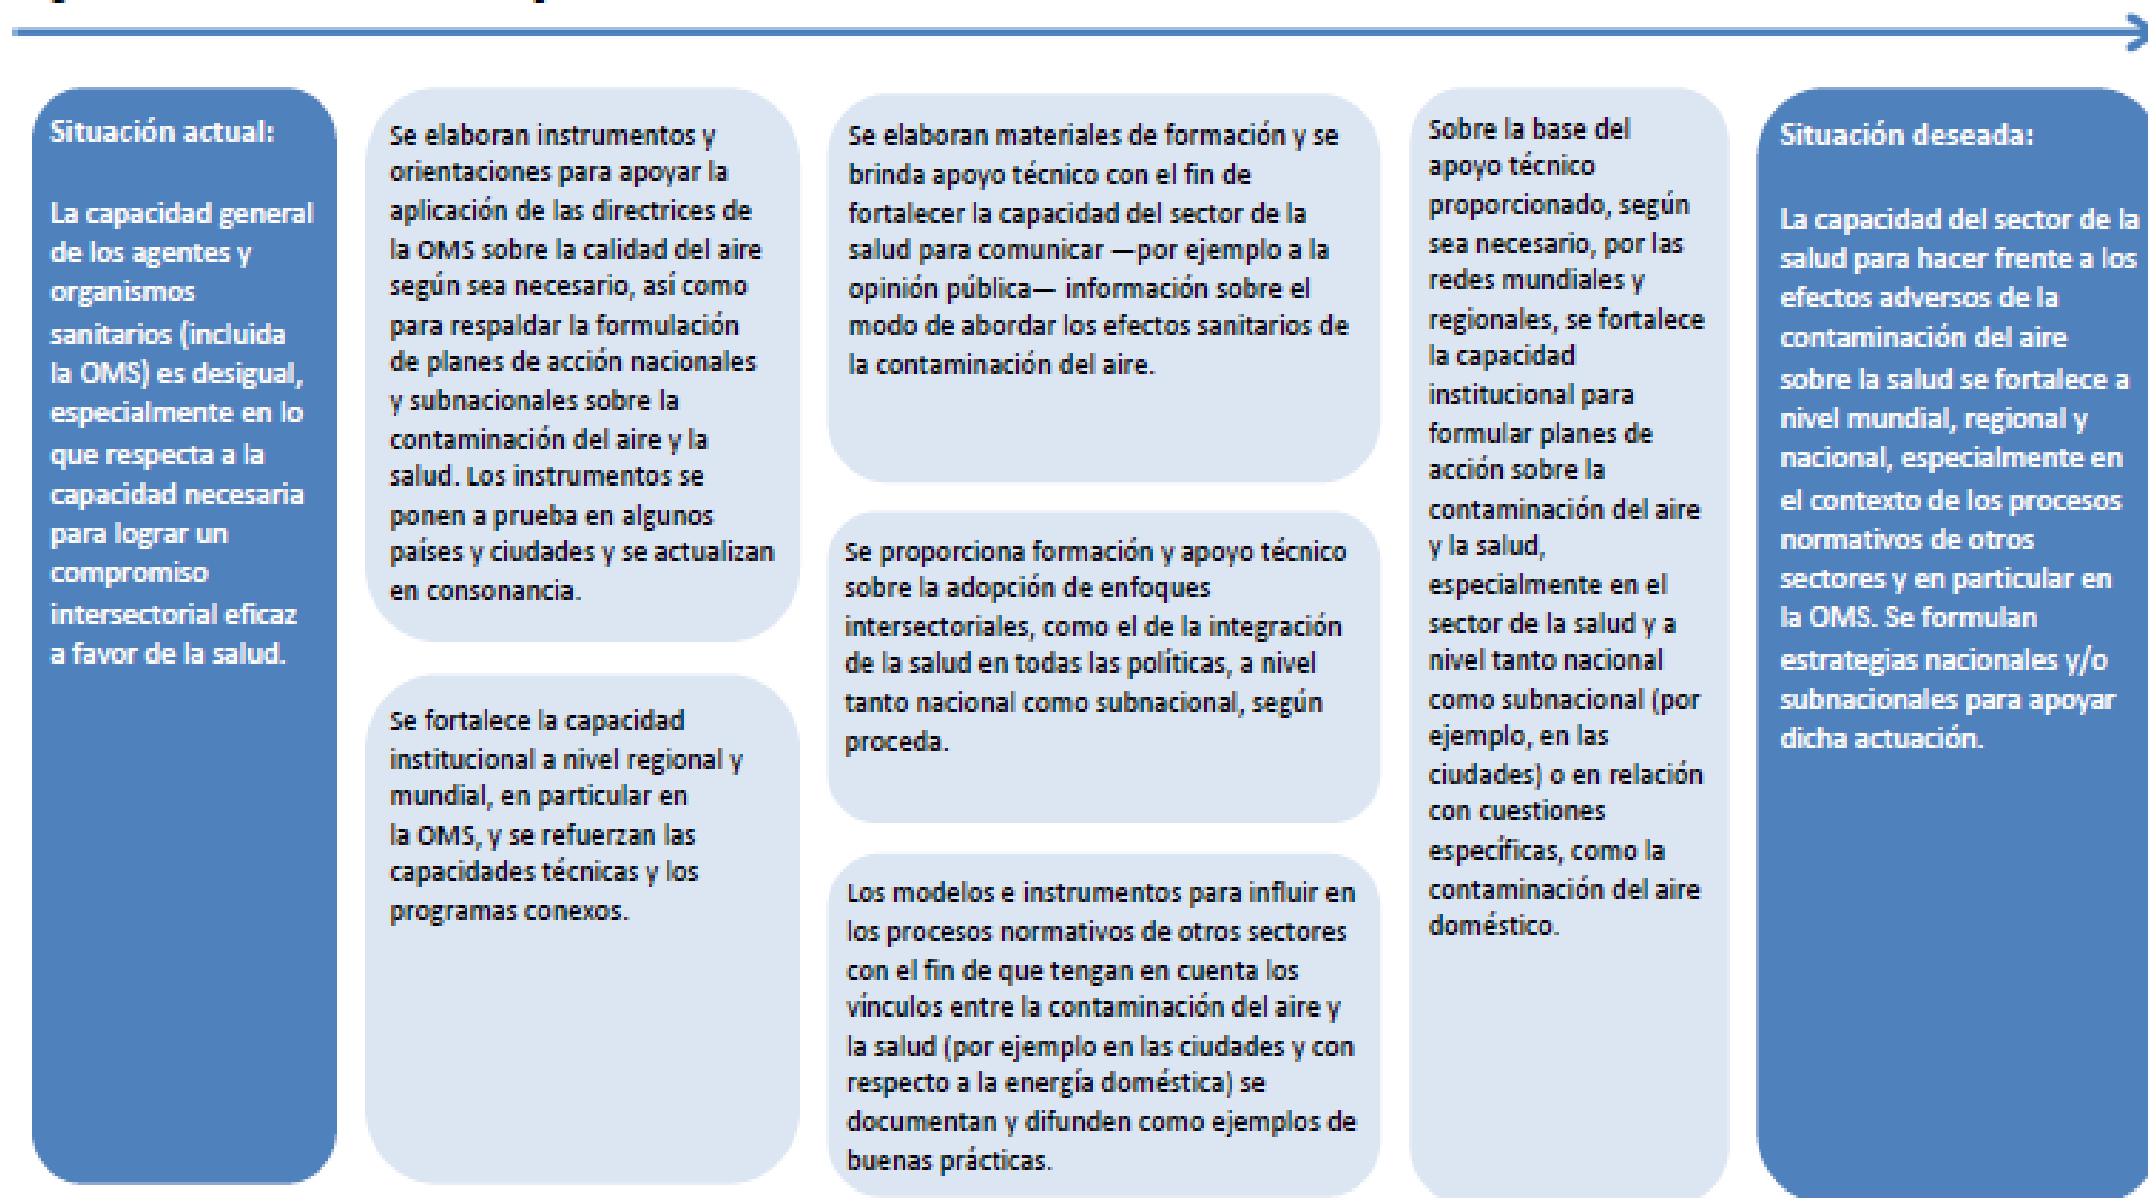 Situación actual:
La capacidad general
de los agentes y
organismos
sanitarios (incluida
la OMS) es desigual,
especialmente en lo
que respecta a la
capacidad necesaria
para lograr un
compromiso
intersectorial eficaz
a favor de la salud.
Se elaboran instrumentos y
orientaciones para apoyar la
aplicación de las directrices de
la OMS sobre la calidad del aire
según sea necesario, así como
para respaldar la formulación
de planes de acción nacionales
y subnacionales sobre la
contaminación del aire y la
salud. Los instrumentos se
ponen a prueba en algunos
países y ciudades y se actualizan
en consonancia.
Se fortalece la capacidad
institucional a nivel regional y
mundial, en particular en
la OMS, y se refuerzan las
capacidades técnicas y los
programas conexos.
Se elaboran materiales de formación y se
brinda apoyo técnico con el fin de
fortalecer la capacidad del sector de la
salud para comunicar —por ejemplo a la
opinión pública— información sobre el
modo de abordar los efectos sanitarios de
la contaminación del aire.
Se proporciona formación y apoyo técnico
sobre la adopción de enfoques
intersectoriales, como el de la integración
de la salud en todas las políticas, a nivel
tanto nacional como subnacional, según
proceda.
Los modelos e instrumentos para influir en
los procesos normativos de otros sectores
con el fin de que tengan en cuenta los
vínculos entre la contaminación del aire y
la salud (por ejemplo en las ciudades y con
respecto a la energía doméstica) se
documentan y difunden como ejemplos de
buenas prácticas.
Sobre la base del
apoyo técnico
proporcionado, según
sea necesario, por las
redes mundiales y
regionales, se fortalece
la capacidad
institucional para
formular planes de
acción sobre la
contaminación del aire
y la salud,
especialmente en el
sector de la salud y a
nivel tanto nacional
como subnacional (por
ejemplo, en las
ciudades) o en relación
con cuestiones
específicas, como la
contaminación del aire
doméstico.
Situación deseada:
La capacidad del sector de la
salud para hacer frente a los
efectos adversos de la
contaminación del aire
sobre la salud se fortalece a
nivel mundial, regional y
nacional, especialmente en
el contexto de los procesos
normativos de otros
sectores y en particular en
la OMS. Se formulan
estrategias nacionales y/o
subnacionales para apoyar
dicha actuación.